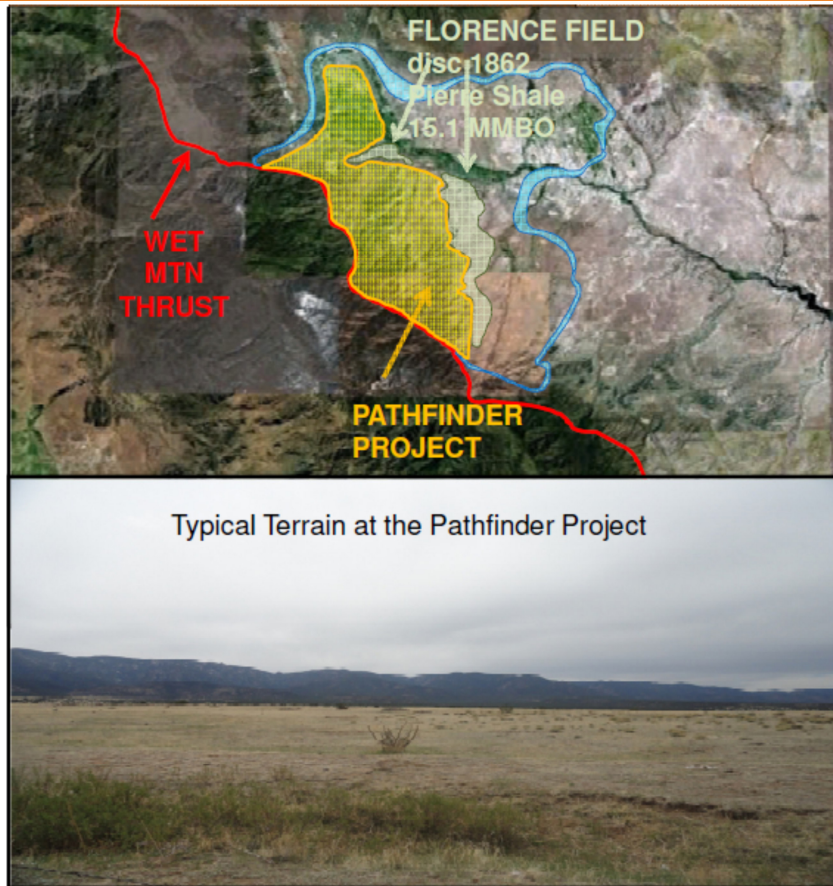 FLORENCE FIELD
disc 1862
Pierre Shale
15.1 MMBO
WET
MTN
THRUST
PATHFINDER
PROJECT
Typical Terrain at the Pathfinder Project